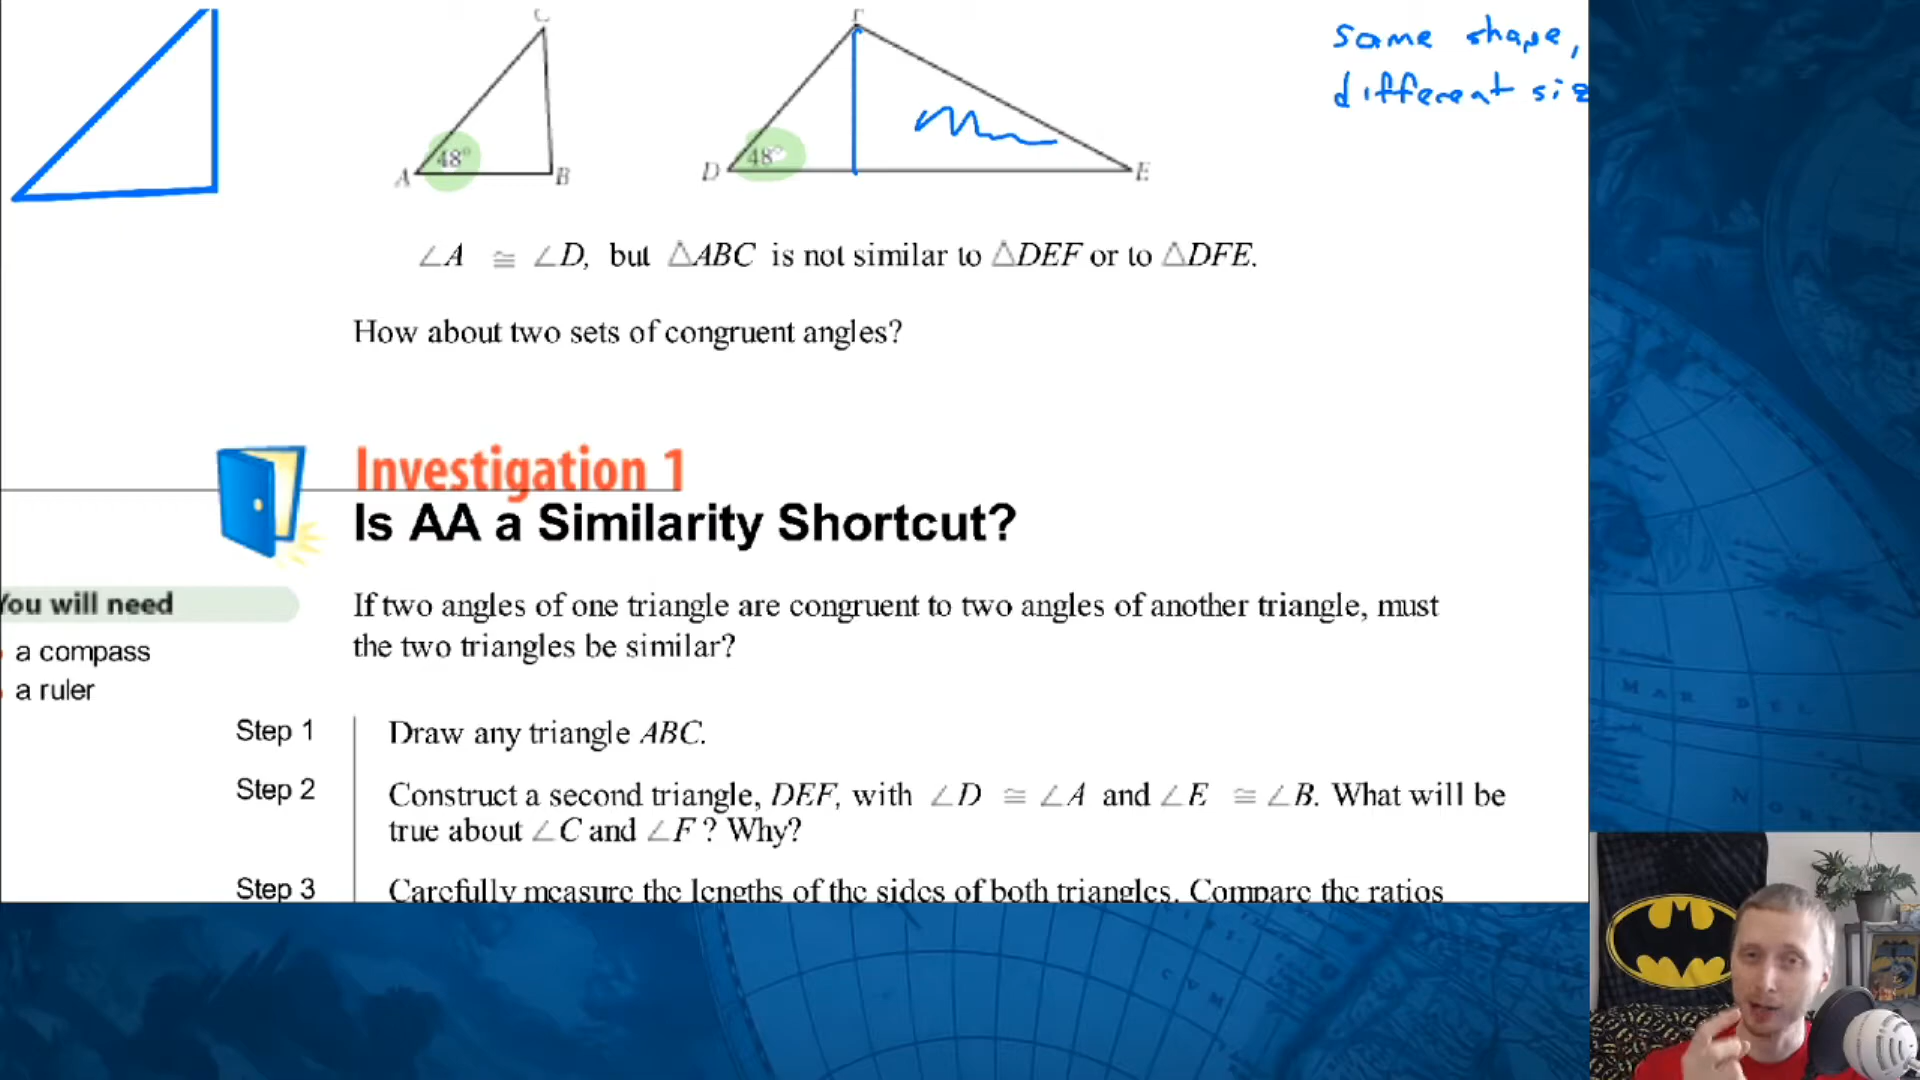 C
same shape,
different siz
48°
48°
A
B
D
E
∠A ≅ ∠D, but △ABC is not similar to △DEF or to △DFE.
How about two sets of congruent angles?
Investigation 1
Is AA a Similarity Shortcut?
You will need
If two angles of one triangle are congruent to two angles of another triangle, must
the two triangles be similar?
a compass
a ruler
Step 1
Draw any triangle ABC.
Step 2
Construct a second triangle, DEF, with ∠D ≅ ∠A and ∠E ≅ ∠B. What will be
true about ∠C and ∠F? Why?
Step 3
Carefully measure the lengths of the sides of both triangles. Compare the ratios
MAR DEL
NOR